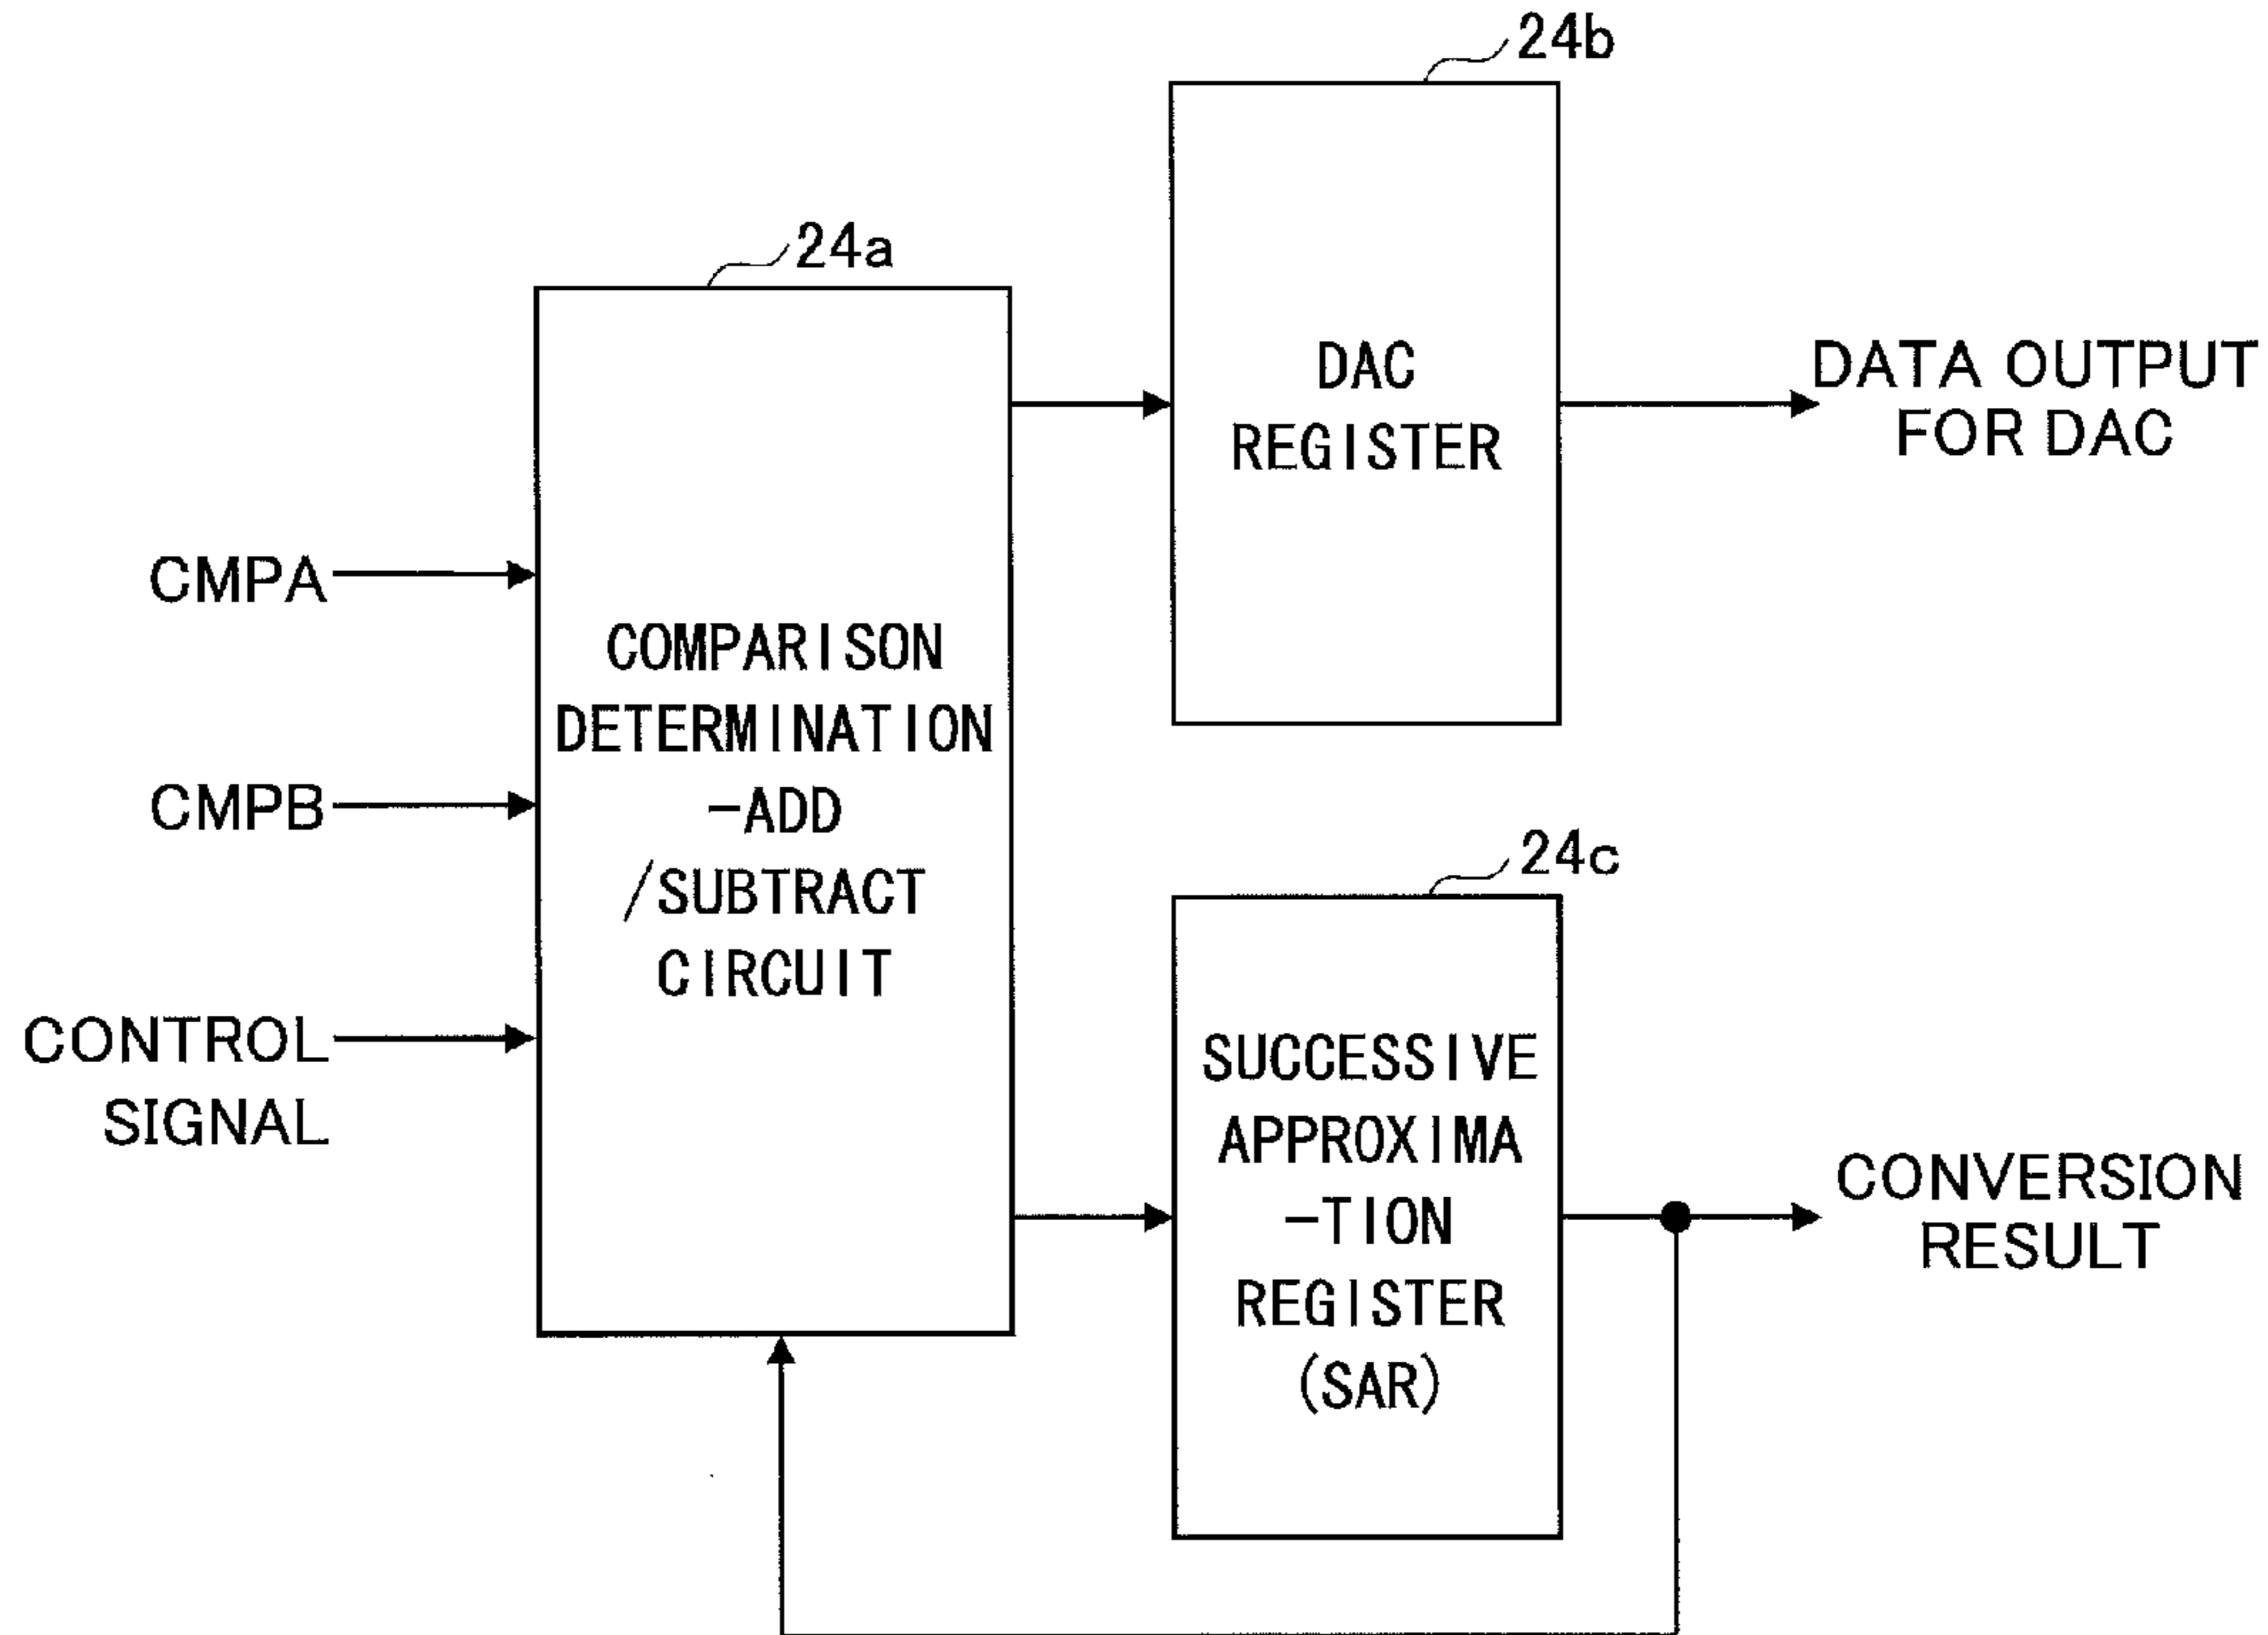 24b
24a
DAC
REGISTER
DATA OUTPUT
FOR DAC
CMPA
CMPB
CONTROL
SIGNAL
COMPARISON
DETERMINATION
-ADD
/SUBTRACT
CIRCUIT
24c
SUCCESSIVE
APPROXIMA
-TION
REGISTER
(SAR)
CONVERSION
RESULT